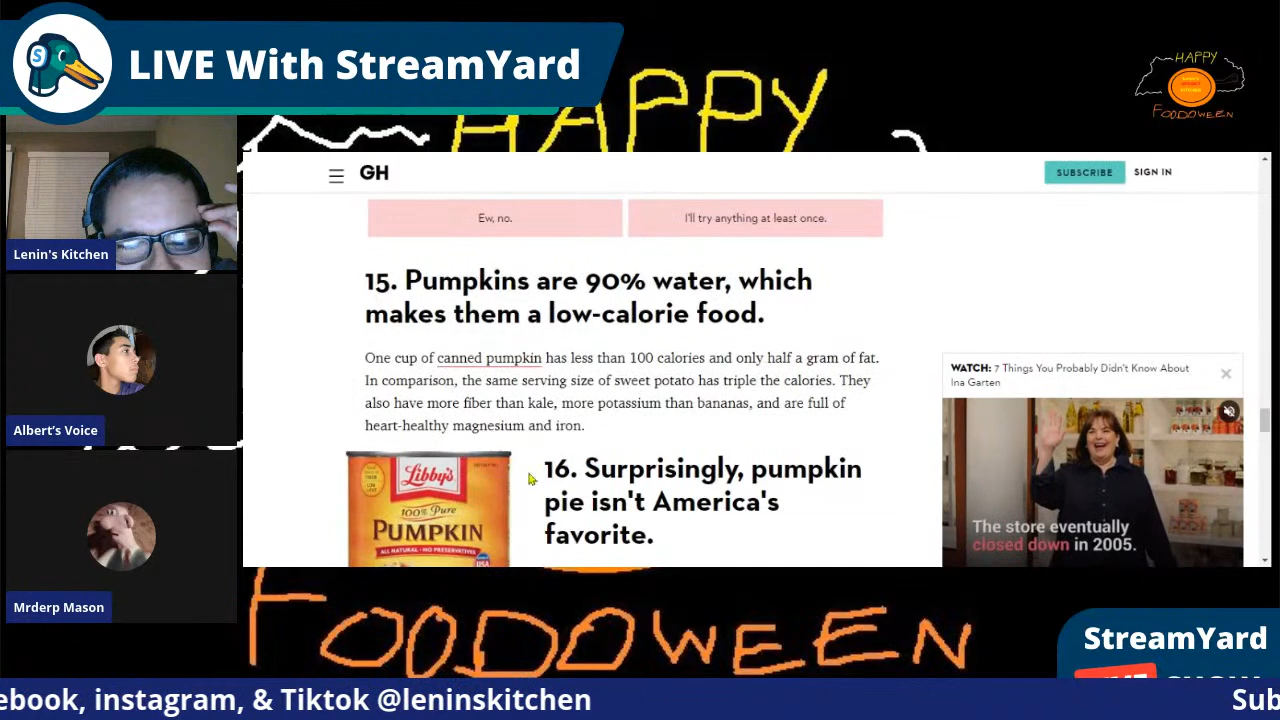 LIVE With StreamYard
HAPPY
HAPPY
FOODOWEEN
Lenin's Kitchen
Albert's Voice
Mrderp Mason
GH
SUBSCRIBE
SIGN IN
Ew, no.
I'll try anything at least once.
15. Pumpkins are 90% water, which
makes them a low-calorie food.
One cup of canned pumpkin has less than 100 calories and only half a gram of fat.
In comparison, the same serving size of sweet potato has triple the calories. They
also have more fiber than kale, more potassium than bananas, and are full of
heart-healthy magnesium and iron.
Libby's
100% Pure
PUMPKIN
ALL NATURAL • NO PRESERVATIVES
16. Surprisingly, pumpkin
pie isn't America's
favorite.
WATCH: 7 Things You Probably Didn't Know About
Ina Garten
The store eventually
closed down in 2005.
FOODOWEEN
StreamYard
ebook, instagram, & Tiktok @leninskitchen
Sub